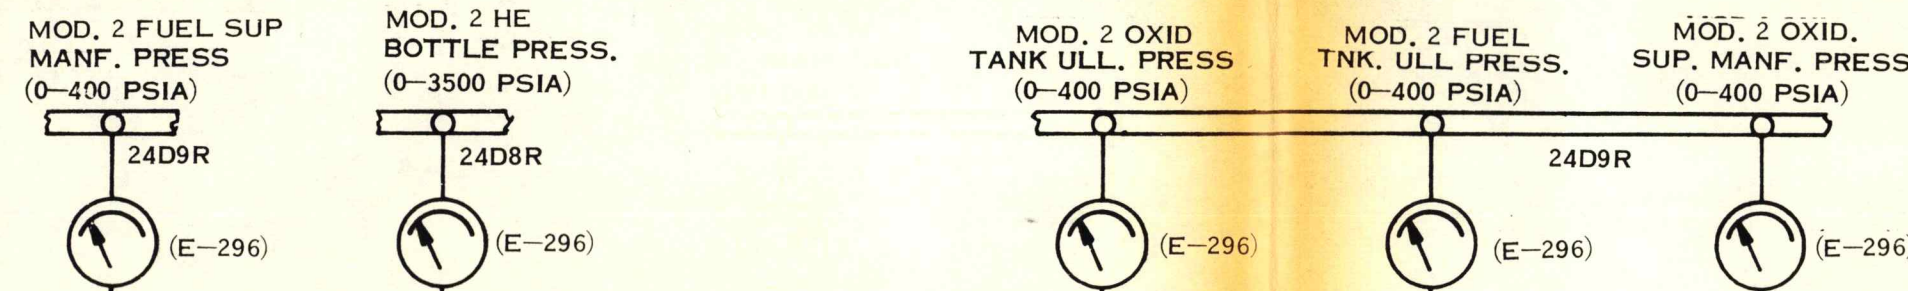 MOD. 2 FUEL SUP
MANF. PRESS
(0–400 PSIA)
24D9R
(E–296)
MOD. 2 HE
BOTTLE PRESS.
(0–3500 PSIA)
24D8R
(E–296)
MOD. 2 OXID
TANK ULL. PRESS
(0–400 PSIA)
(E–296)
MOD. 2 FUEL
TNK. ULL PRESS.
(0–400 PSIA)
24D9R
(E–296)
MOD. 2 OXID.
SUP. MANF. PRESS
(0–400 PSIA)
(E–296)